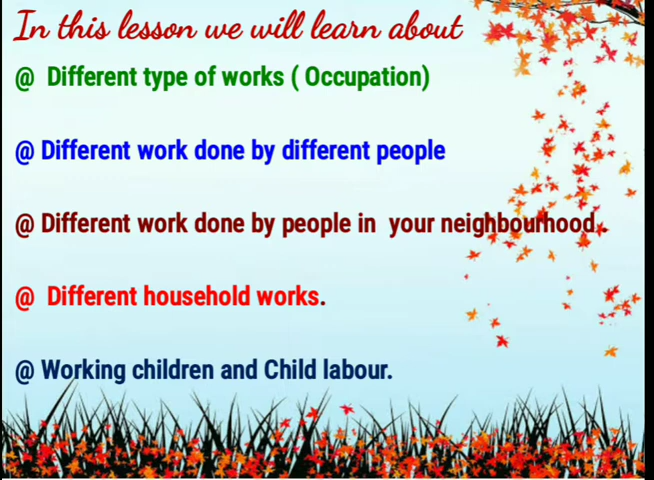 In this lesson we will learn about
@ Different type of works ( Occupation)
@ Different work done by different people
@ Different work done by people in your neighbourhood..
@ Different household works.
@ Working children and Child labour.